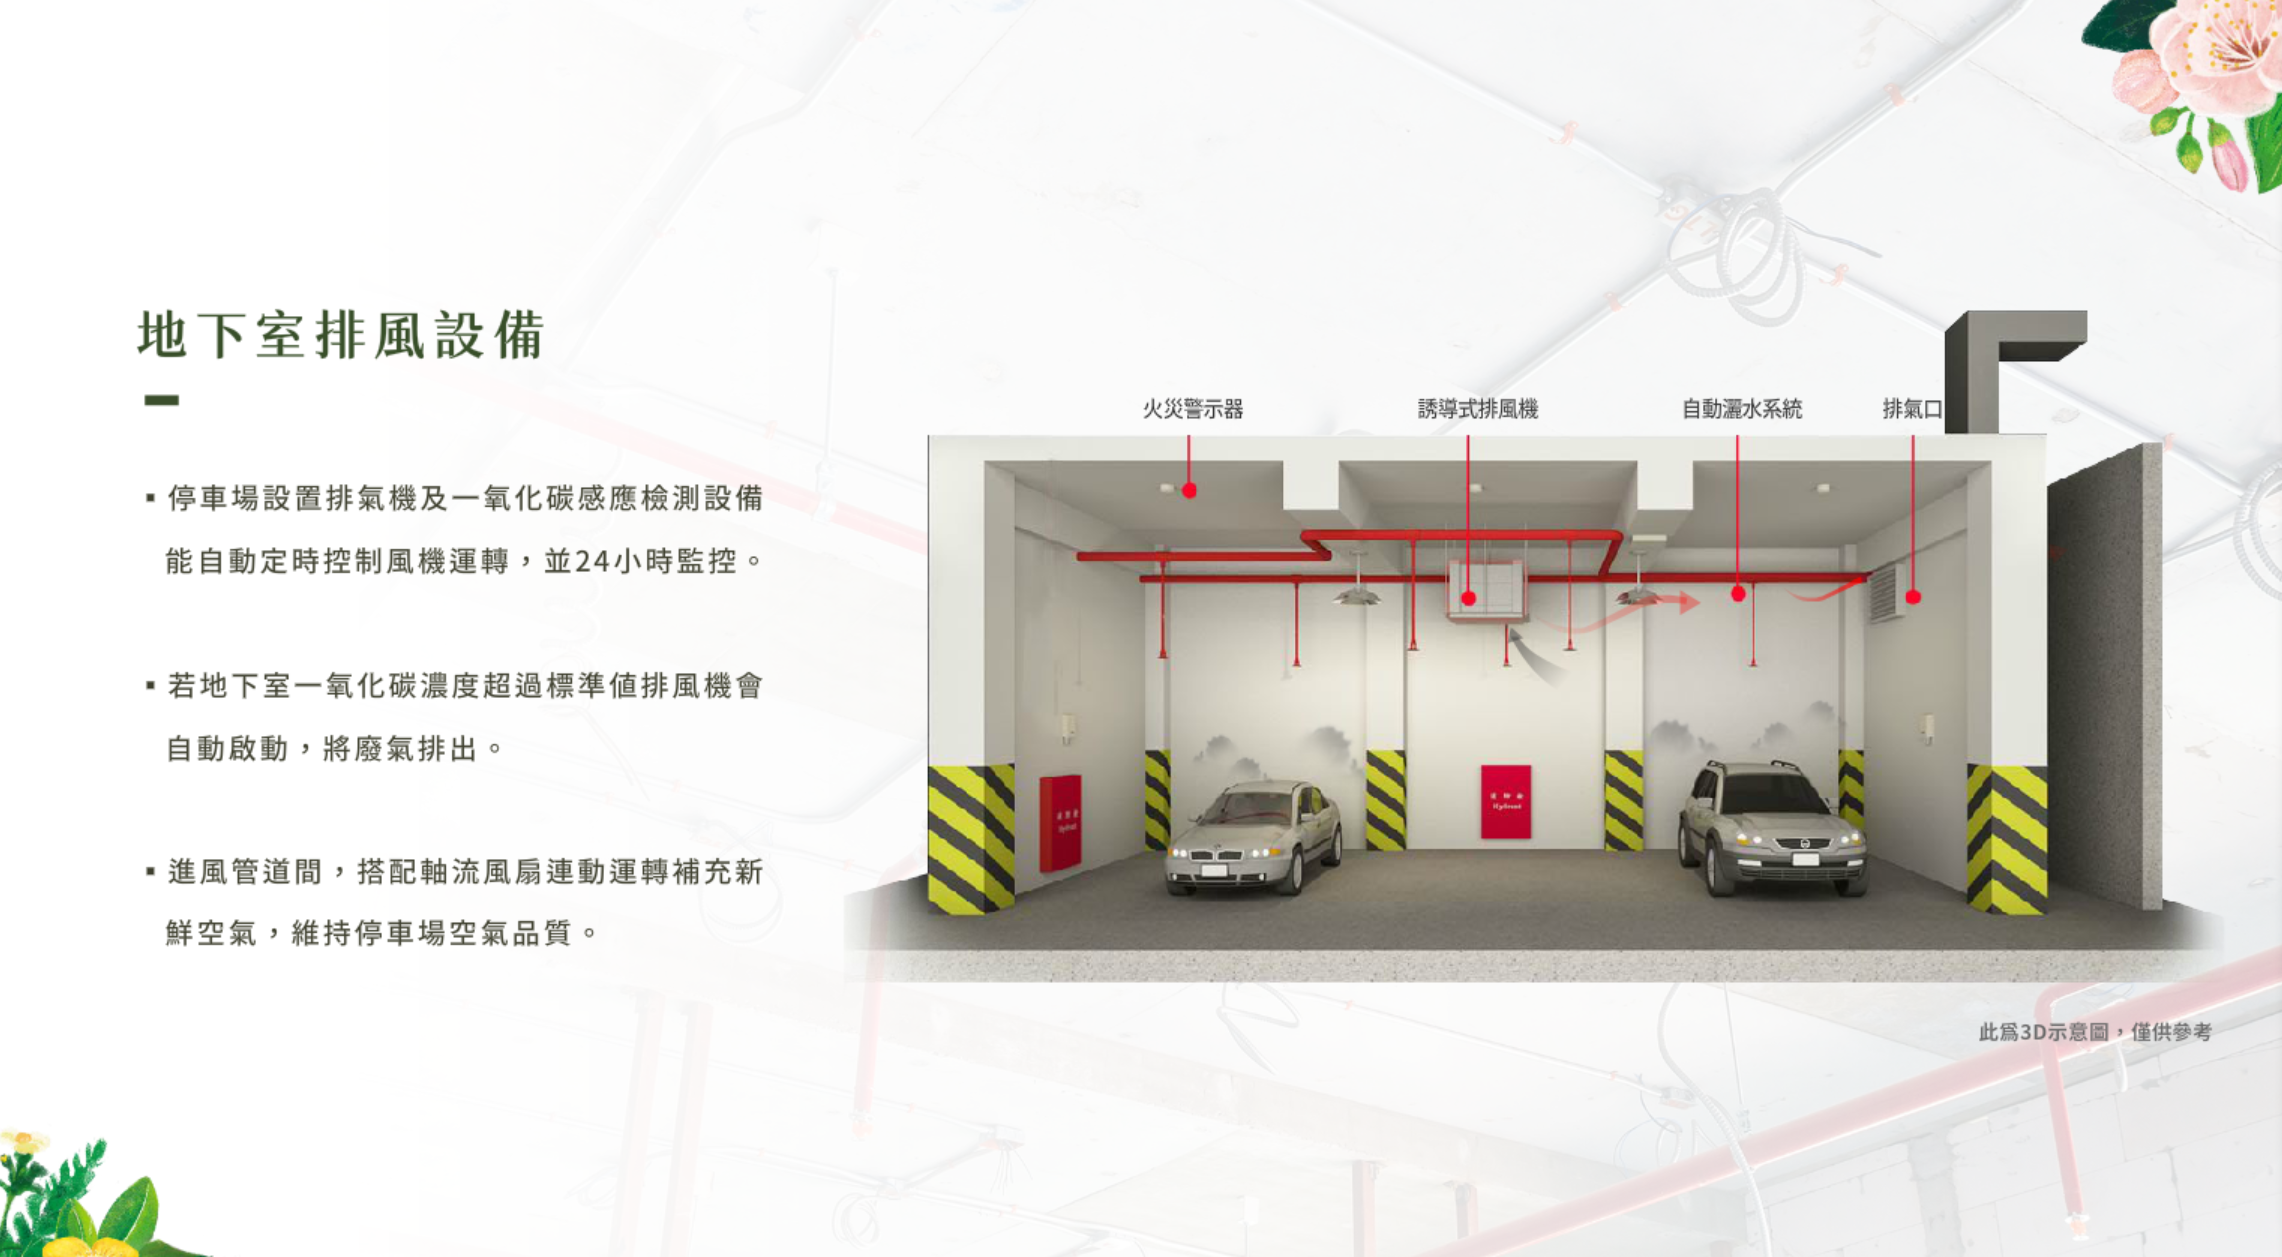 地下室排風設備
▪停車場設置排氣機及一氧化碳感應檢測設備
能自動定時控制風機運轉，並24小時監控。
▪若地下室一氧化碳濃度超過標準值排風機會
自動啟動，將廢氣排出。
▪進風管道間，搭配軸流風扇連動運轉補充新
鮮空氣，維持停車場空氣品質。
火災警示器
誘導式排風機
自動灑水系統
排氣口
此為3D示意圖，僅供參考